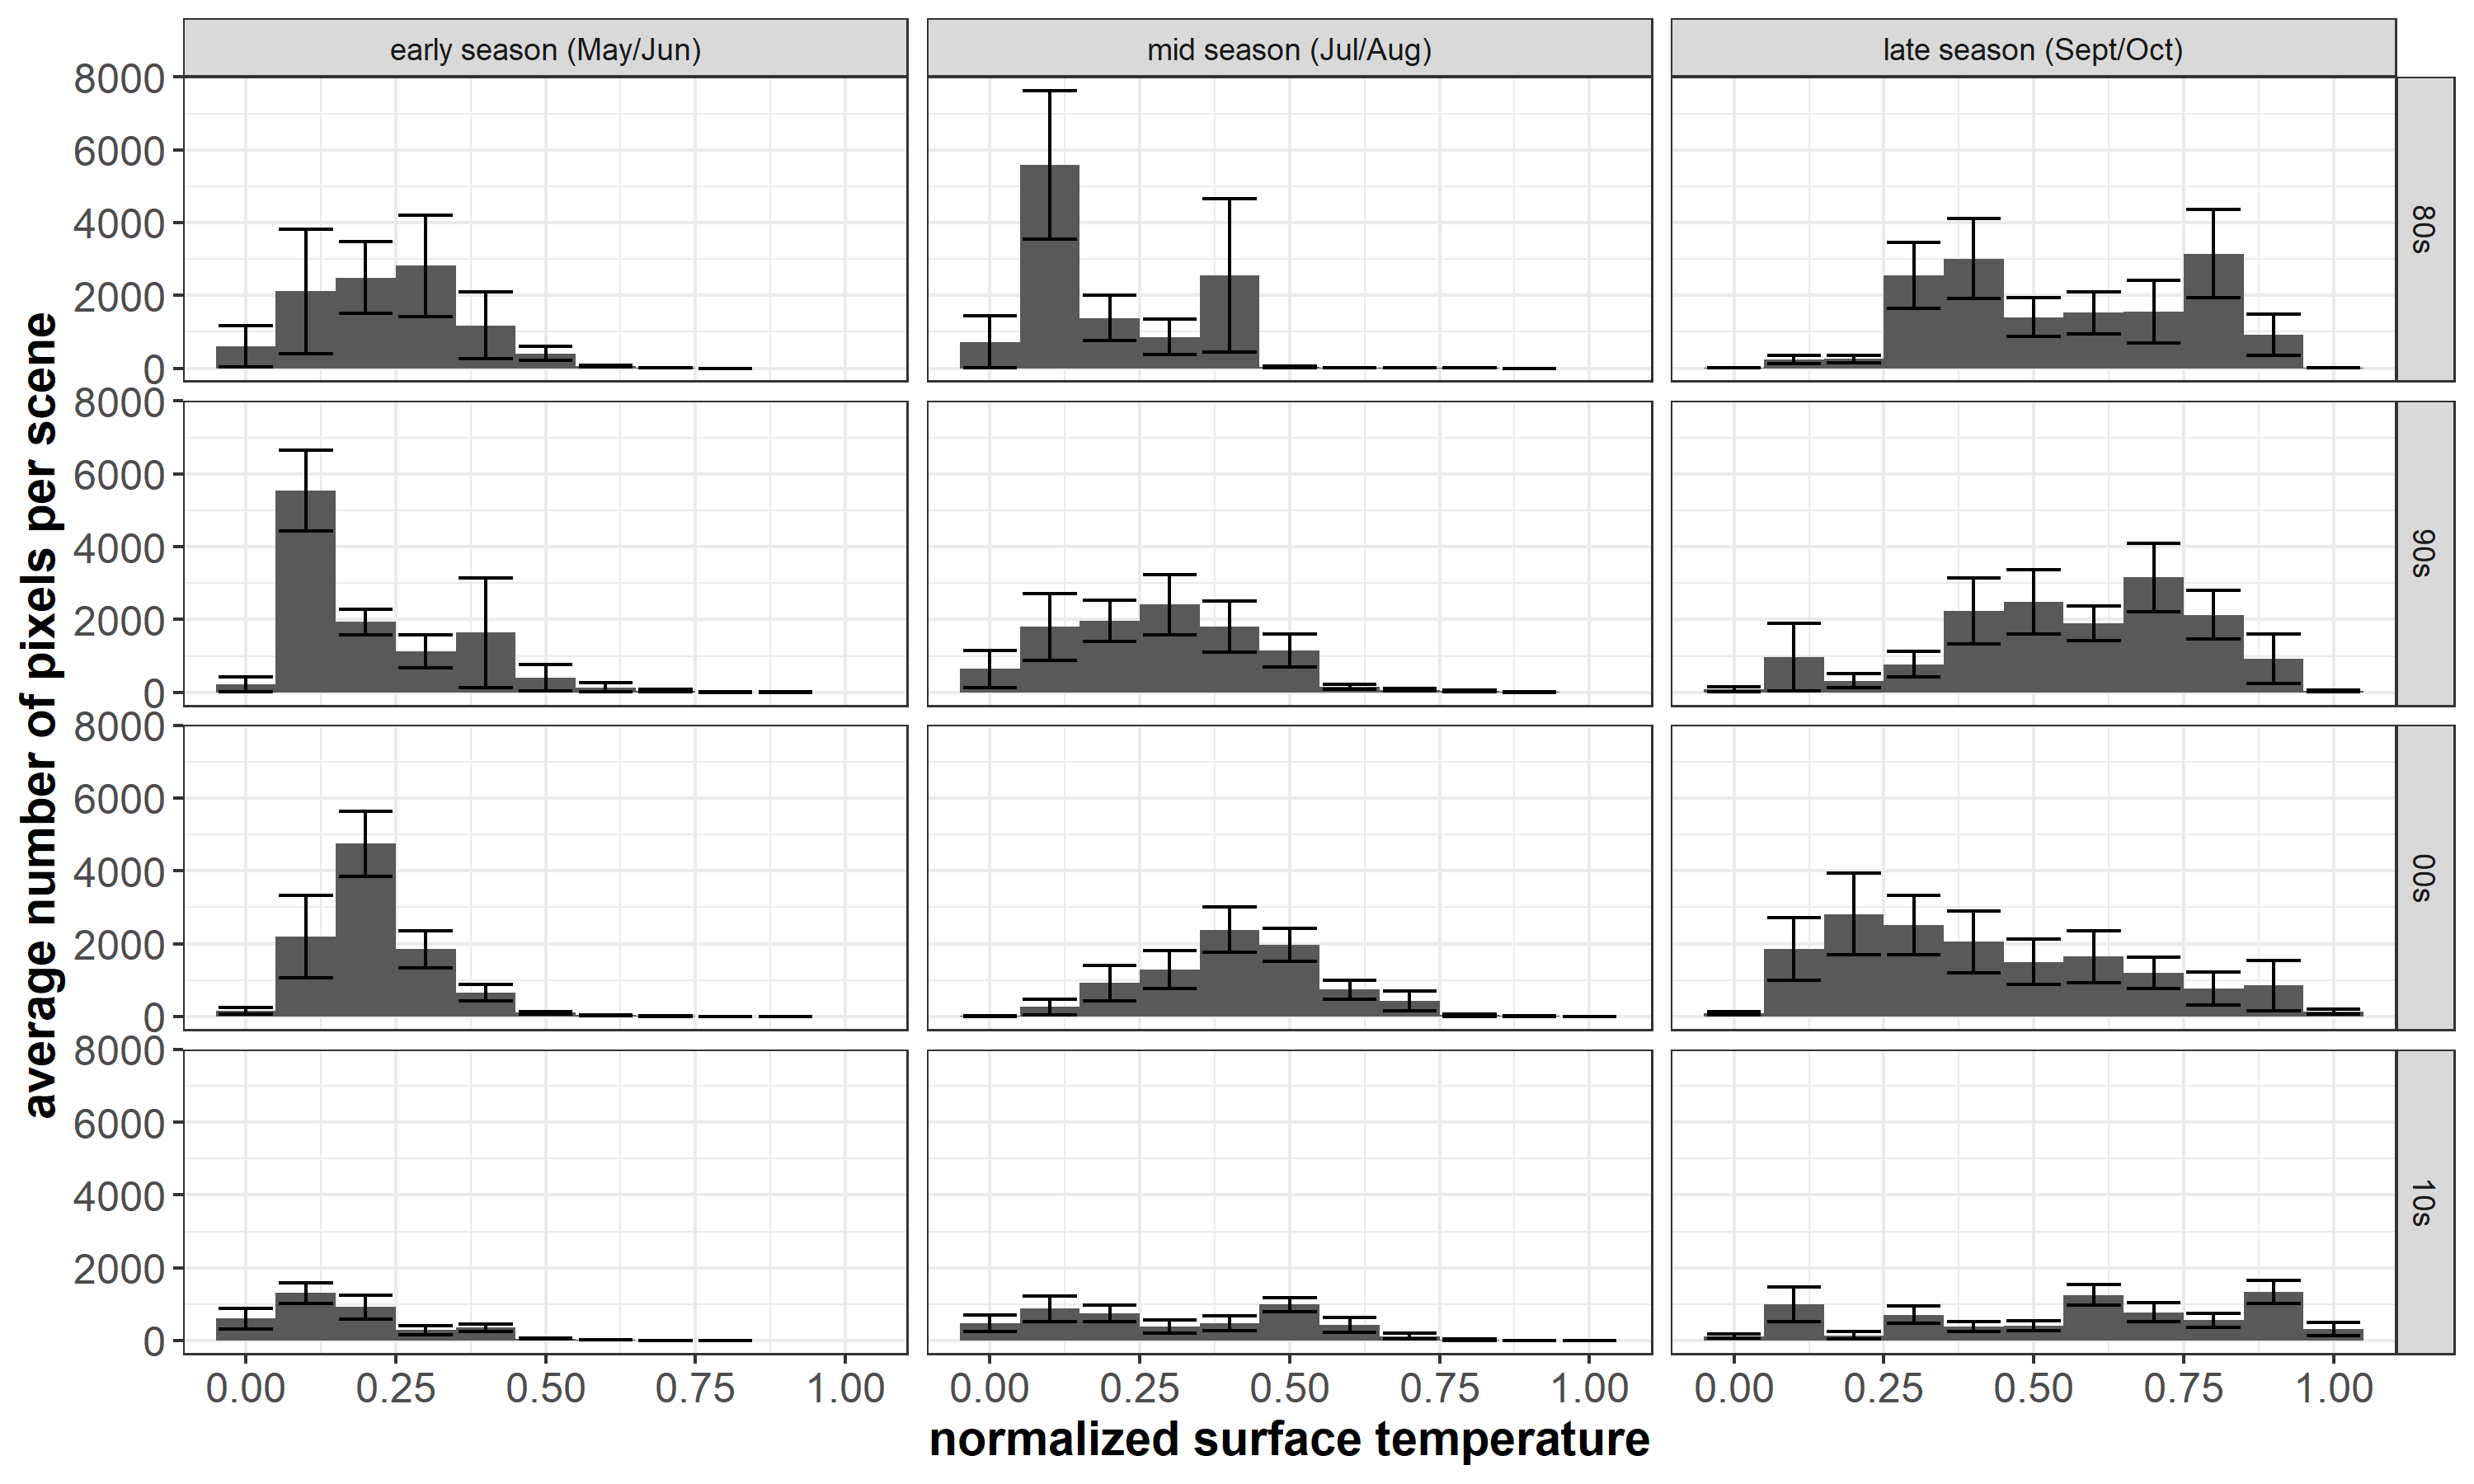 early season (May/Jun)
mid season (Jul/Aug)
late season (Sept/Oct)
average number of pixels per scene
8000
6000
4000
2000
0
80s
8000
6000
4000
2000
0
90s
8000
6000
4000
2000
0
00s
8000
6000
4000
2000
0
10s
0.00 0.25 0.50 0.75 1.00
0.00 0.25 0.50 0.75 1.00
0.00 0.25 0.50 0.75 1.00
normalized surface temperature